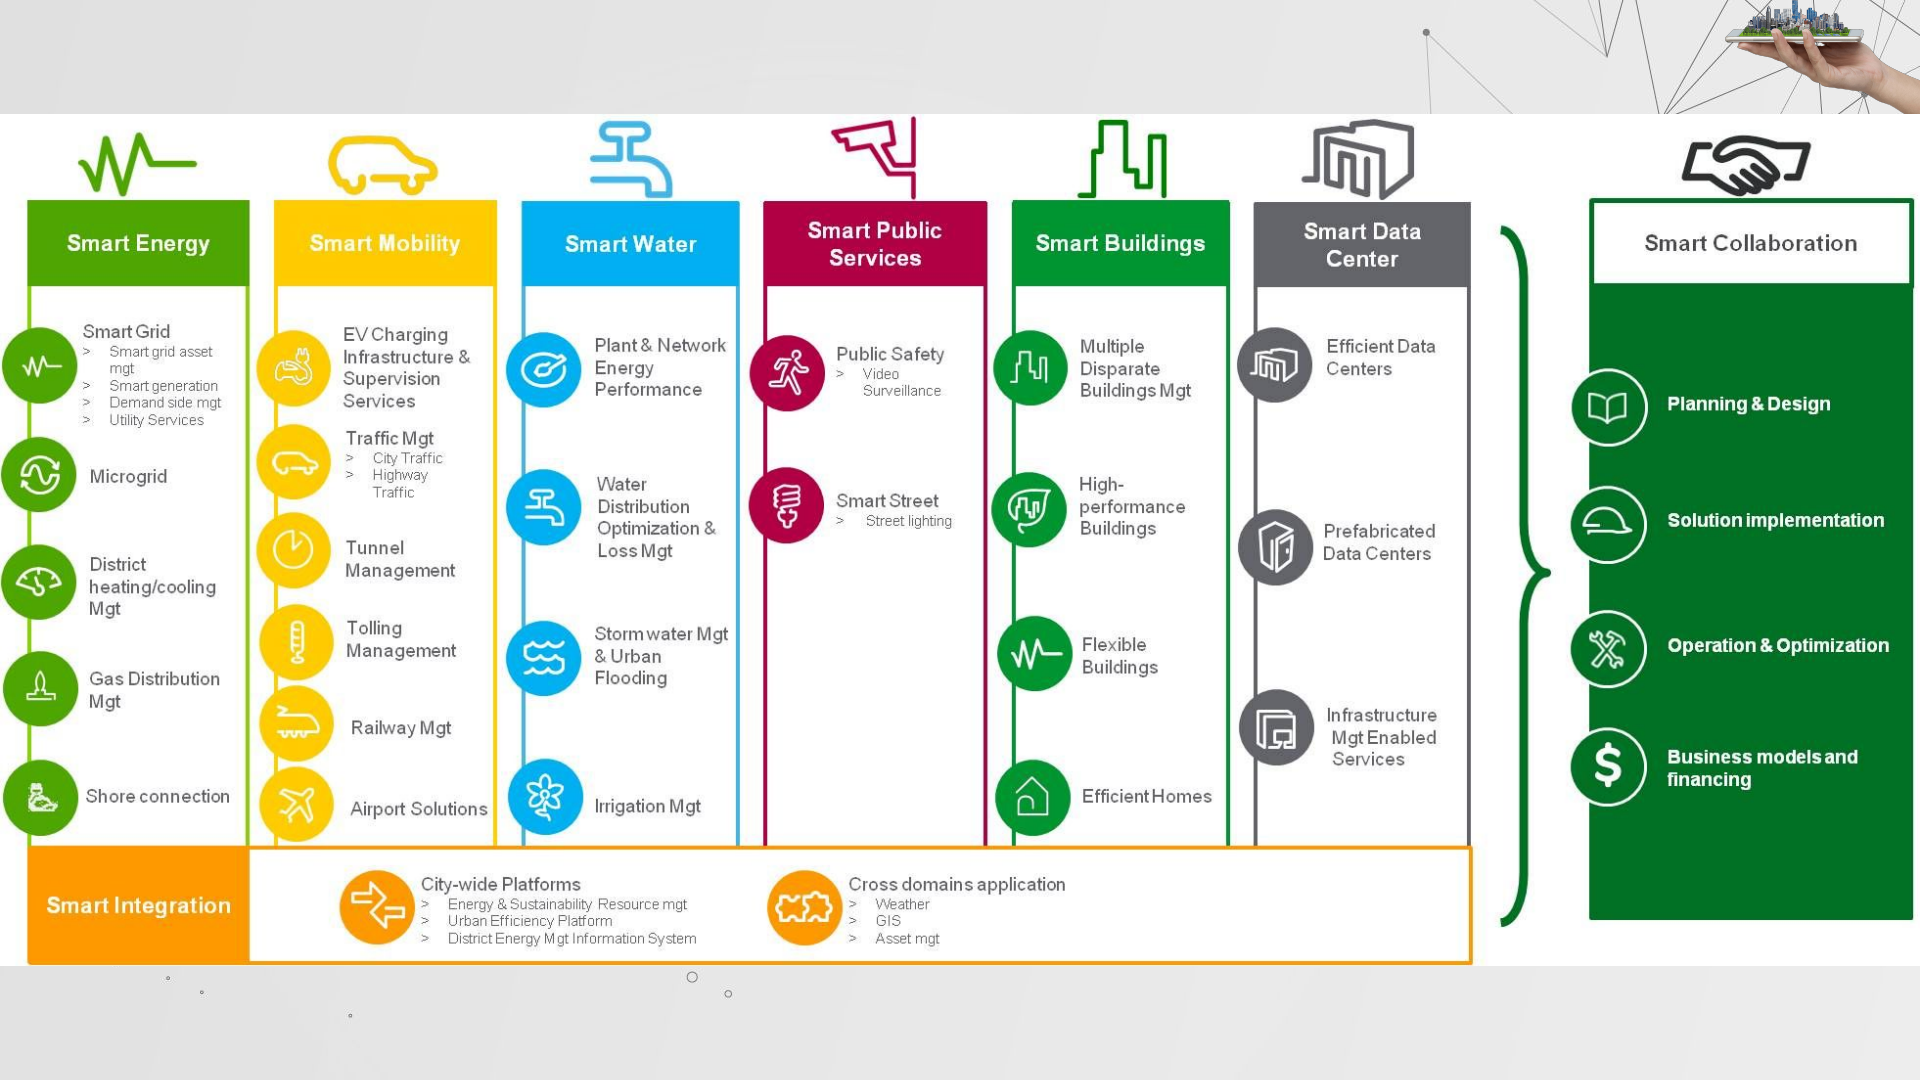 Smart Energy
Smart Grid
> Smart grid asset
mgt
> Smart generation
> Demand side mgt
> Utility Services
Microgrid
District
heating/cooling
Mgt
Gas Distribution
Mgt
Shore connection
Smart Mobility
EV Charging
Infrastructure &
Supervision
Services
Traffic Mgt
> City Traffic
> Highway
Traffic
Tunnel
Management
Tolling
Management
Railway Mgt
Airport Solutions
Smart Water
Plant & Network
Energy
Performance
Water
Distribution
Optimization &
Loss Mgt
Stormwater Mgt
& Urban
Flooding
Irrigation Mgt
Smart Public
Services
Public Safety
> Video
Surveillance
Smart Street
> Street lighting
Smart Buildings
Multiple
Disparate
Buildings Mgt
High-
performance
Buildings
Flexible
Buildings
Efficient Homes
Smart Data
Center
Efficient Data
Centers
Prefabricated
Data Centers
Infrastructure
Mgt Enabled
Services
Smart Integration
City-wide Platforms
> Energy & Sustainability Resource mgt
> Urban Efficiency Platform
> District Energy Mgt Information System
Cross domains application
> Weather
> GIS
> Asset mgt
Smart Collaboration
Planning & Design
Solution implementation
Operation & Optimization
Business models and
financing